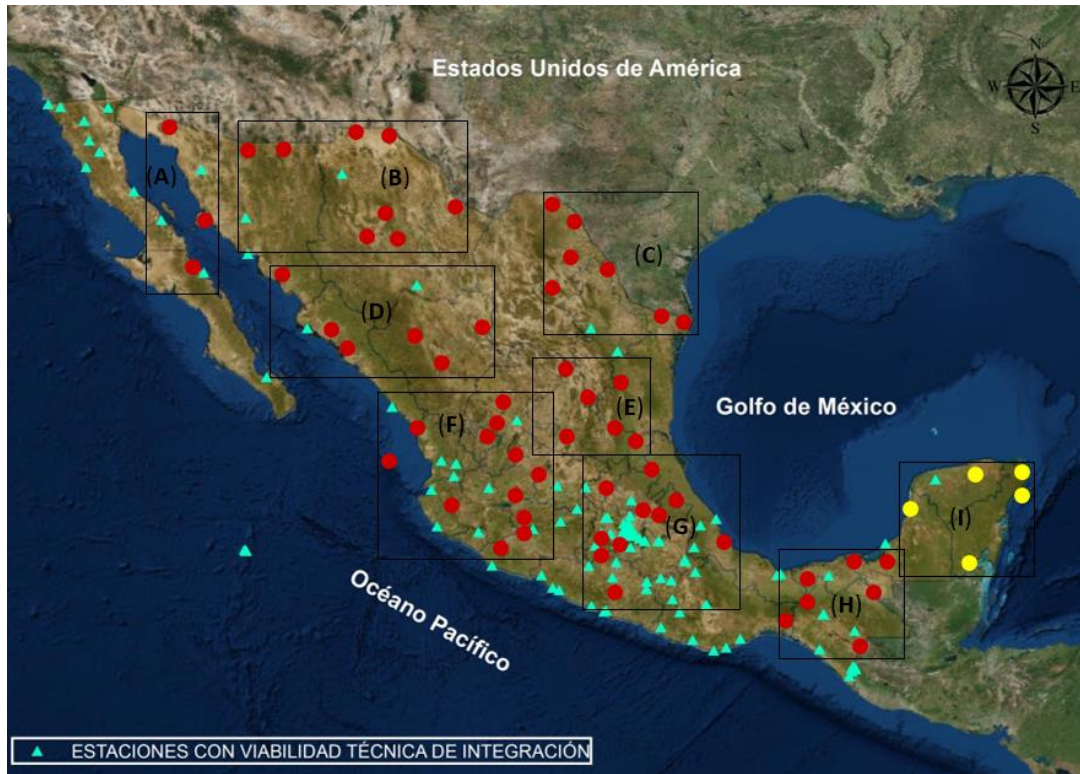 Estados Unidos de América
N
W E
S
(A)
(B)
(C)
(D)
(E)
Golfo de México
(F)
(G)
(I)
(H)
Océano Pacífico
ESTACIONES CON VIABILIDAD TÉCNICA DE INTEGRACIÓN